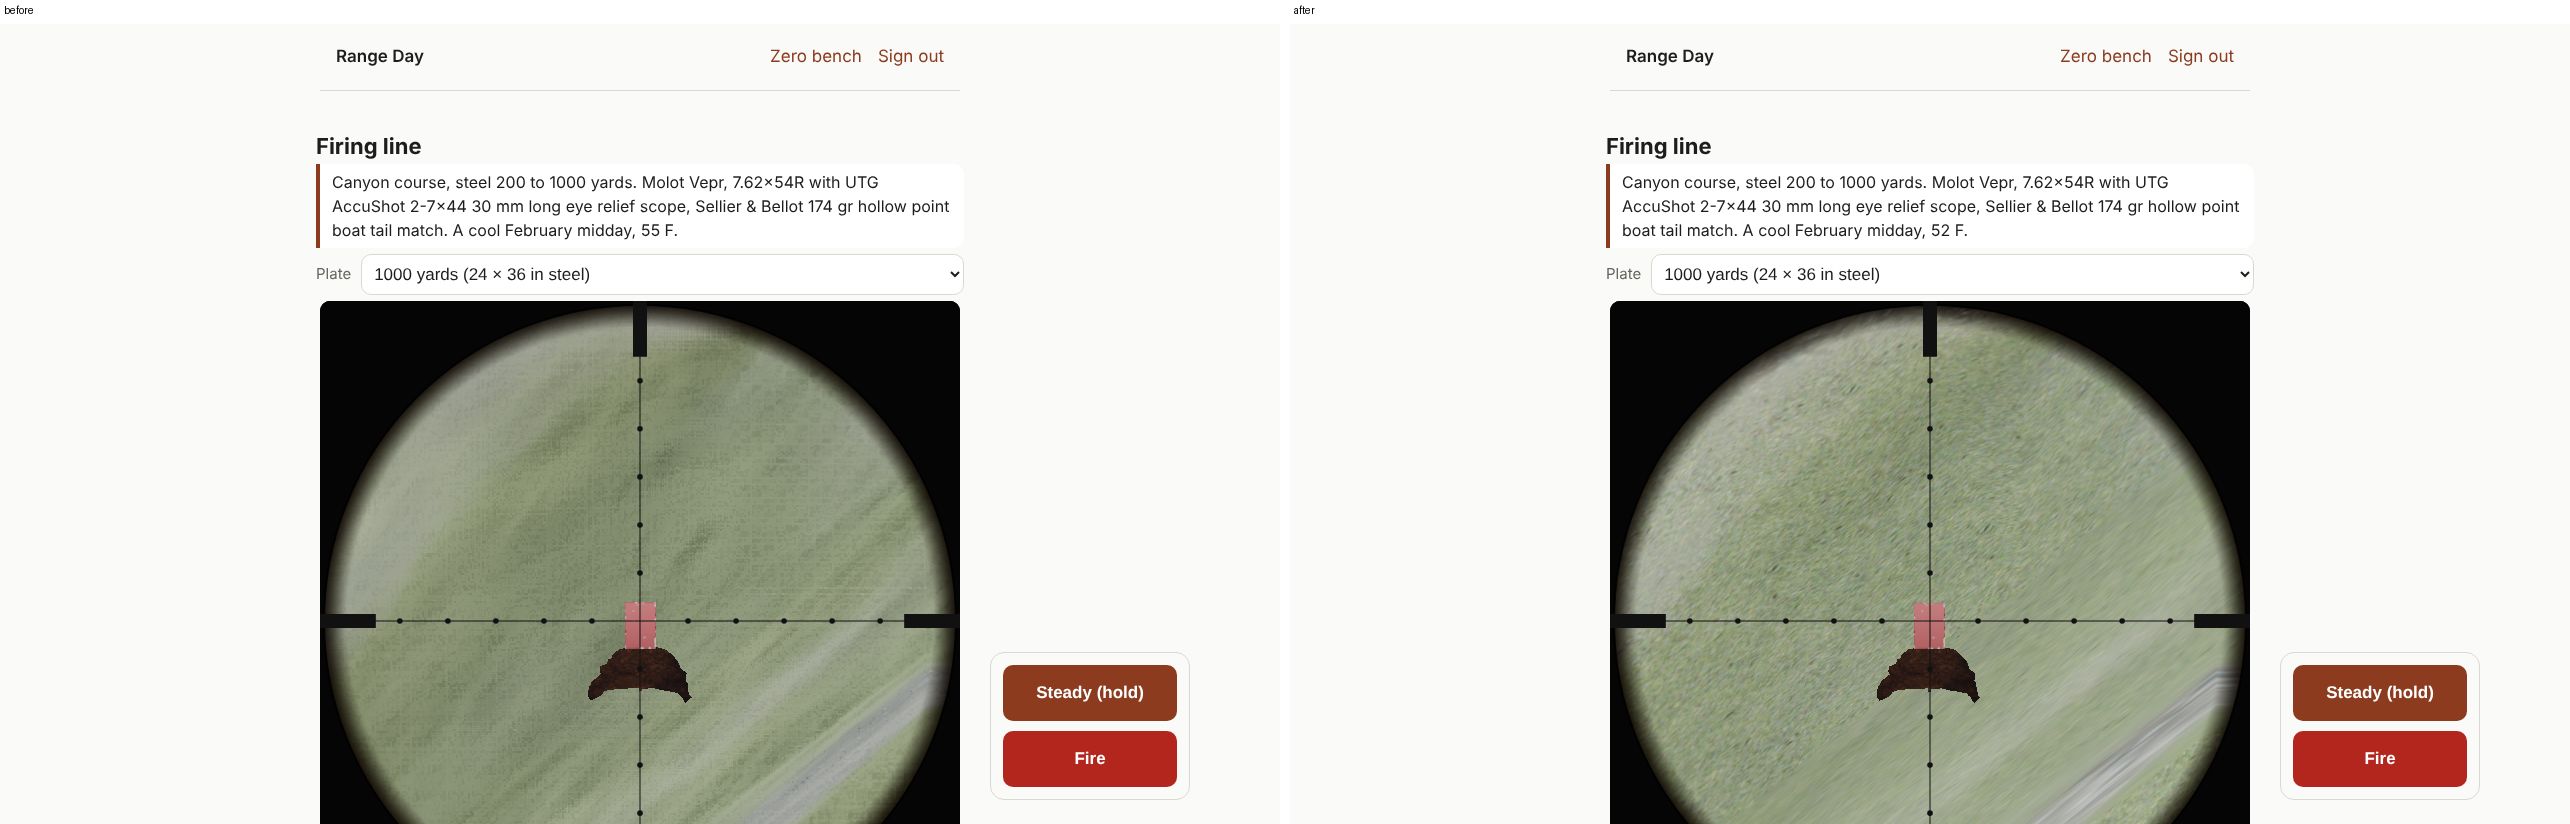 before
Range Day
Zero bench
Sign out
Firing line
Canyon course, steel 200 to 1000 yards. Molot Vepr, 7.62×54R with UTG
AccuShot 2-7×44 30 mm long eye relief scope, Sellier & Bellot 174 gr hollow point
boat tail match. A cool February midday, 55 F.
Plate
1000 yards (24 × 36 in steel)
Steady (hold)
Fire
after
Range Day
Zero bench
Sign out
Firing line
Canyon course, steel 200 to 1000 yards. Molot Vepr, 7.62×54R with UTG
AccuShot 2-7×44 30 mm long eye relief scope, Sellier & Bellot 174 gr hollow point
boat tail match. A cool February midday, 52 F.
Plate
1000 yards (24 × 36 in steel)
Steady (hold)
Fire